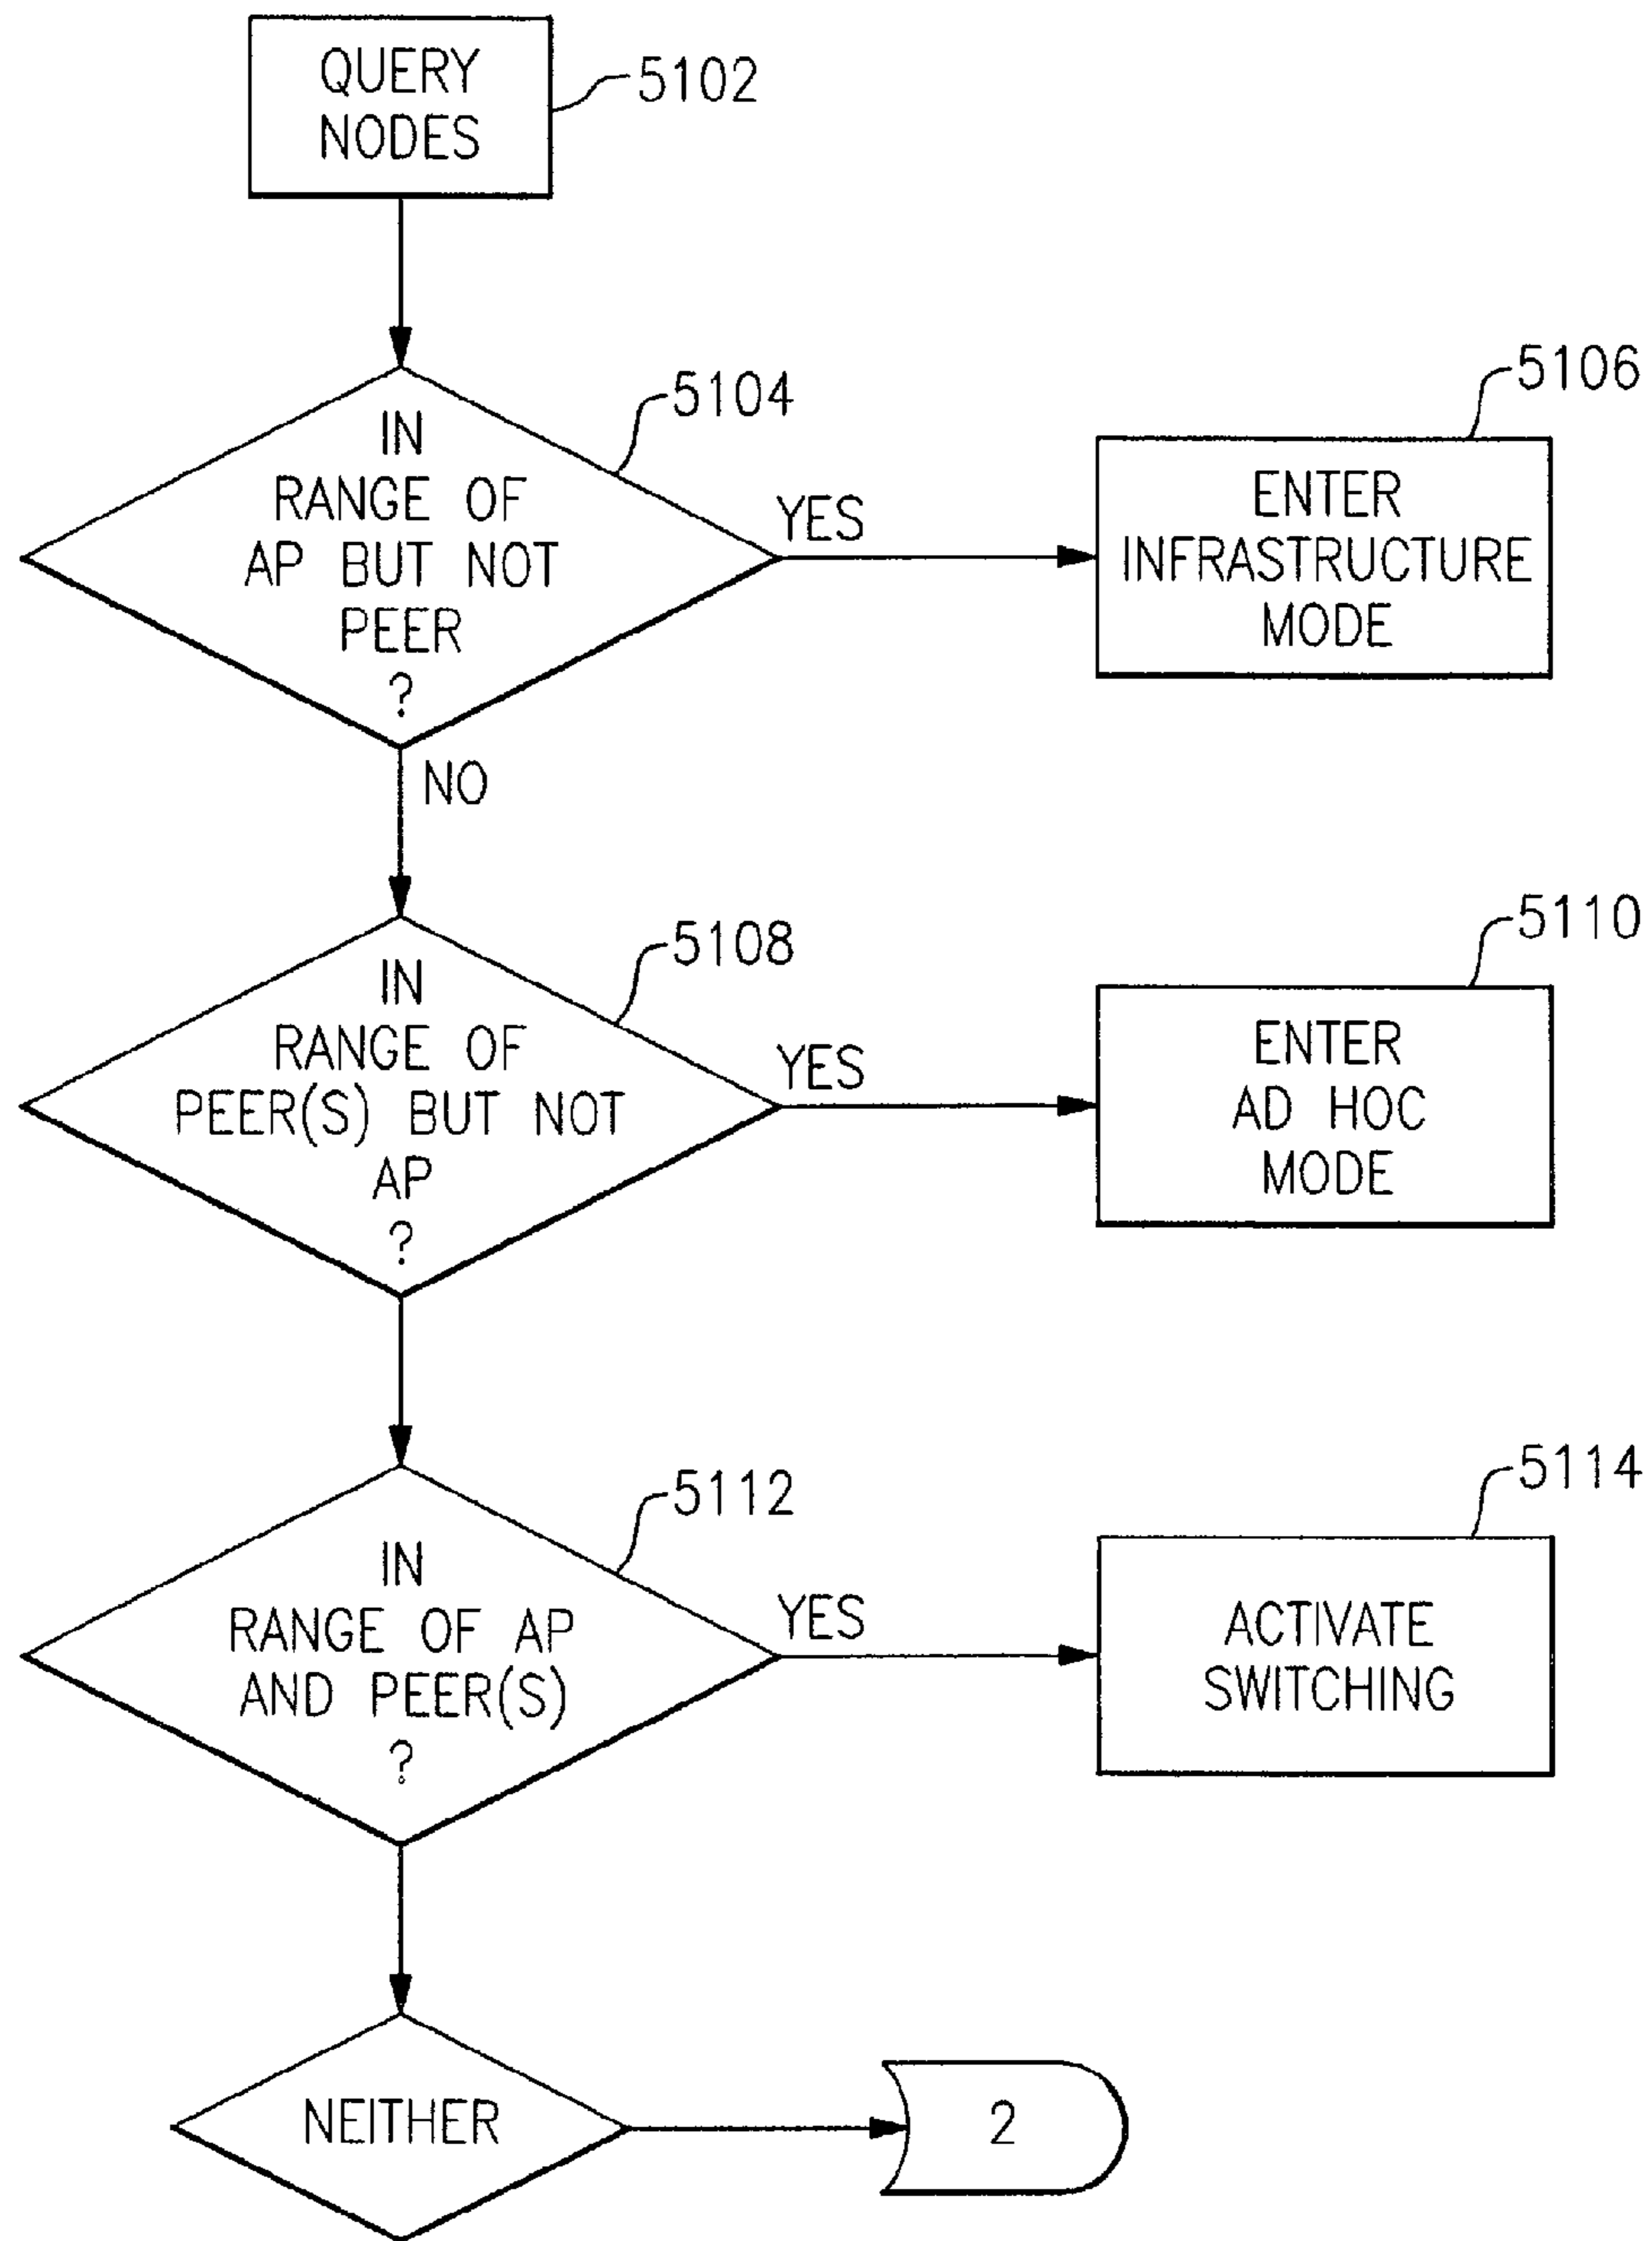 QUERY
NODES
5102
IN
RANGE OF
AP BUT NOT
PEER
?
5104
YES
ENTER
INFRASTRUCTURE
MODE
5106
NO
IN
RANGE OF
PEER(S) BUT NOT
AP
?
5108
YES
ENTER
AD HOC
MODE
5110
IN
RANGE OF AP
AND PEER(S)
?
5112
YES
ACTIVATE
SWITCHING
5114
NEITHER
2